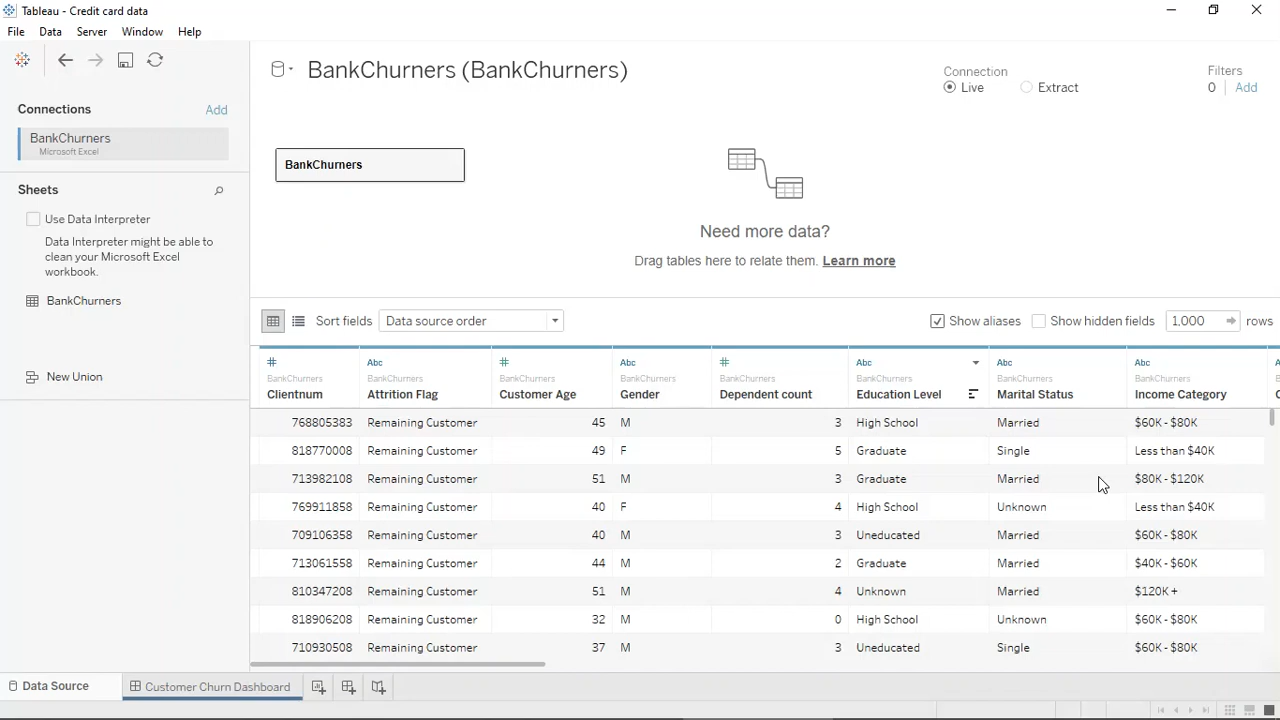 Tableau - Credit card data
File Data Server Window Help
Connections Add
BankChurners
Microsoft Excel
Sheets
Use Data Interpreter
Data Interpreter might be able to
clean your Microsoft Excel
workbook.
BankChurners
New Union
BankChurners (BankChurners)
Connection
Live Extract
Filters
0 Add
BankChurners
Need more data?
Drag tables here to relate them. Learn more
Sort fields Data source order Show aliases Show hidden fields 1,000 rows
# Abc # Abc # Abc Abc Abc
BankChurners BankChurners BankChurners BankChurners BankChurners BankChurners BankChurners BankChurners
Clientnum Attrition Flag Customer Age Gender Dependent count Education Level Marital Status Income Category
768805383 Remaining Customer 45 M 3 High School Married $60K - $80K
818770008 Remaining Customer 49 F 5 Graduate Single Less than $40K
713982108 Remaining Customer 51 M 3 Graduate Married $80K - $120K
769911858 Remaining Customer 40 F 4 High School Unknown Less than $40K
709106358 Remaining Customer 40 M 3 Uneducated Married $60K - $80K
713061558 Remaining Customer 44 M 2 Graduate Married $40K - $60K
810347208 Remaining Customer 51 M 4 Unknown Married $120K +
818906208 Remaining Customer 32 M 0 High School Unknown $60K - $80K
710930508 Remaining Customer 37 M 3 Uneducated Single $60K - $80K
Data Source Customer Churn Dashboard